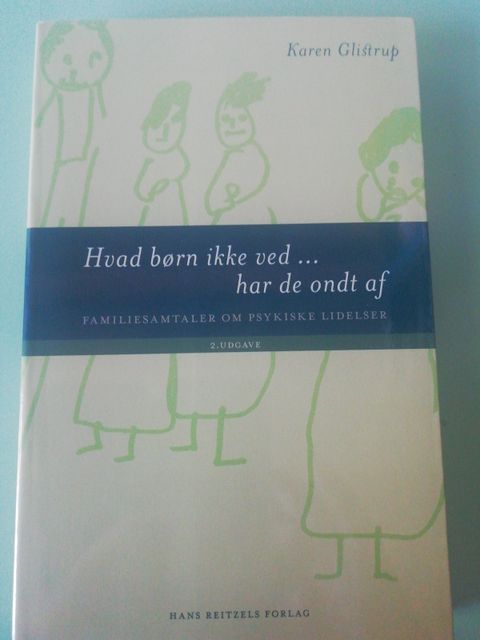 Karen Glistrup
Hvad børn ikke ved ...
har de ondt af
FAMILIESAMTALER OM PSYKISKE LIDELSER
2. UDGAVE
HANS REITZELS FORLAG